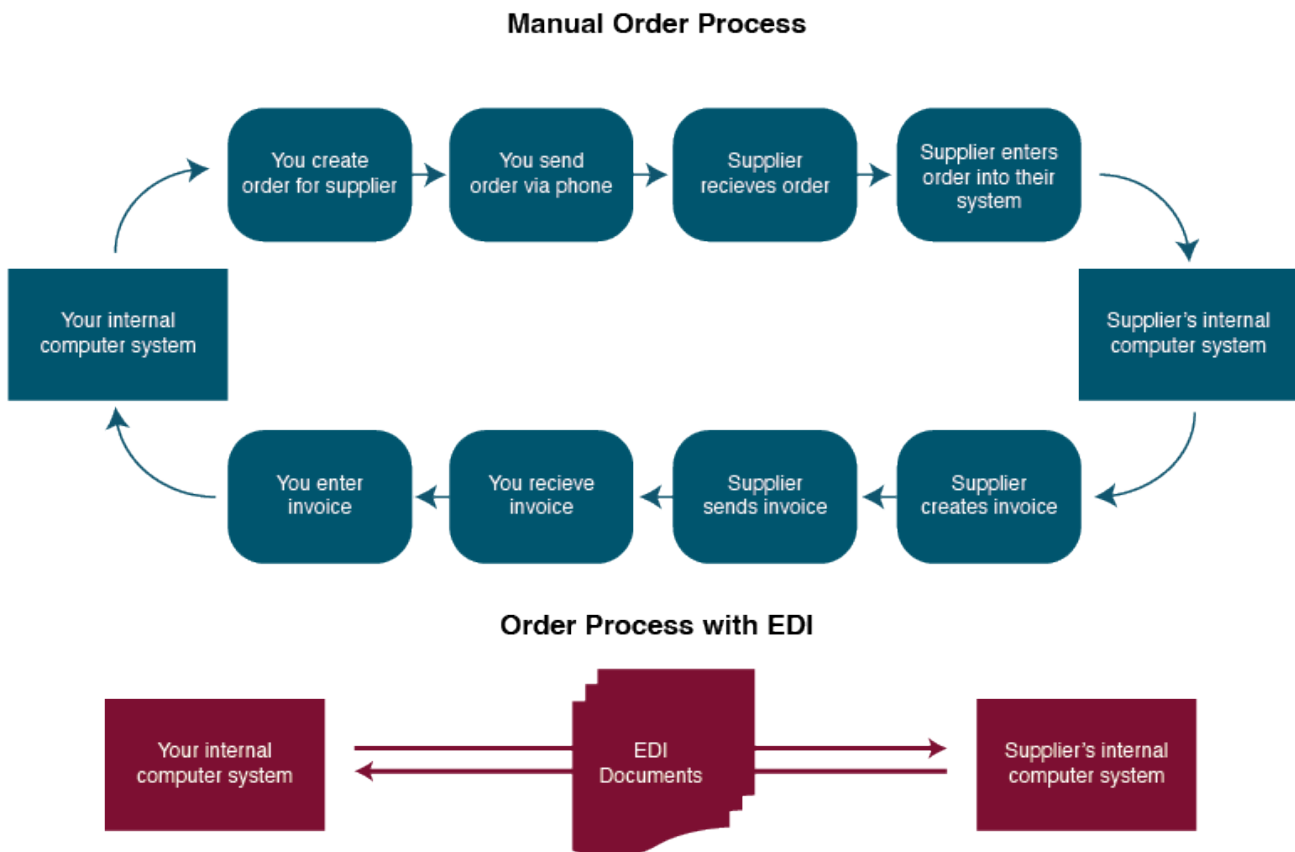 Manual Order Process
You create
order for supplier
You send
order via phone
Supplier
recieves order
Supplier enters
order into their
system
Your internal
computer system
Supplier’s internal
computer system
You enter
invoice
You recieve
invoice
Supplier
sends invoice
Supplier
creates invoice
Order Process with EDI
Your internal
computer system
EDI
Documents
Supplier’s internal
computer system